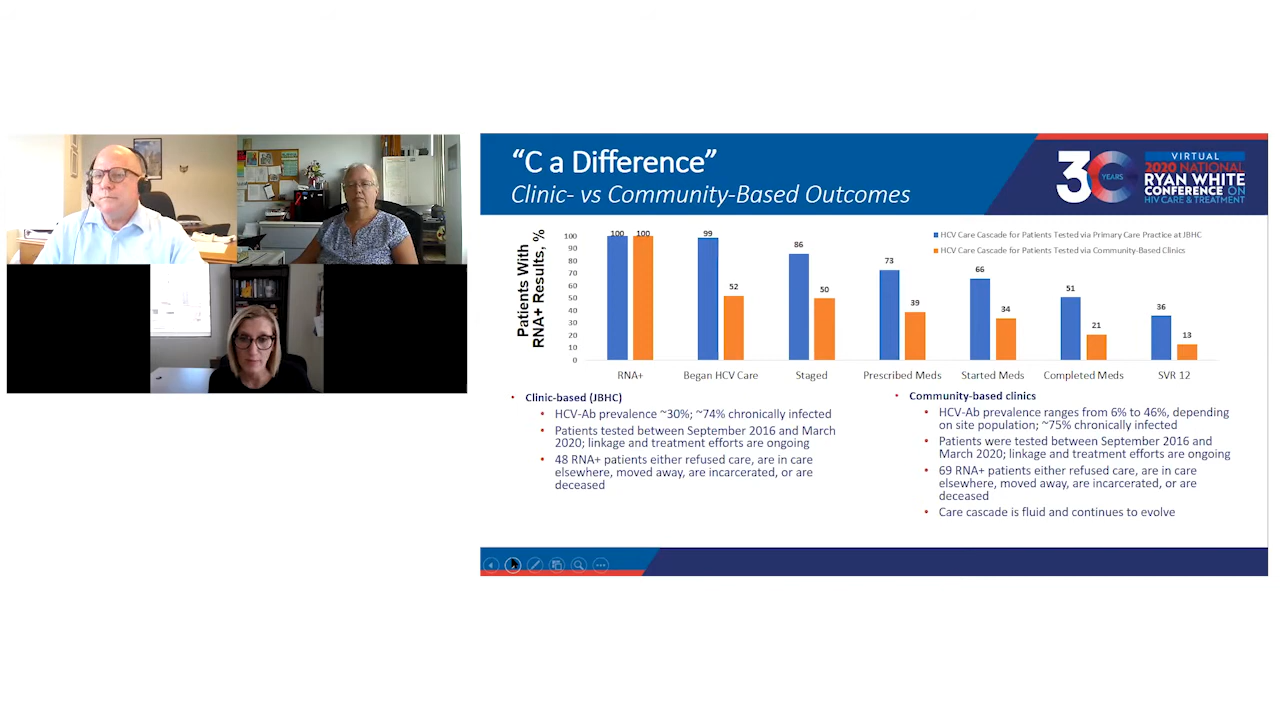 “C a Difference”
Clinic- vs Community-Based Outcomes
30 YEARS
VIRTUAL
2020 NATIONAL
RYAN WHITE
CONFERENCE ON
HIV CARE & TREATMENT
Patients With
RNA+ Results, %
100
90
80
70
60
50
40
30
20
10
0
HCV Care Cascade for Patients Tested via Primary Care Practice at JBHC
HCV Care Cascade for Patients Tested via Community-Based Clinics
100 100 99 52 86 50 73 39 66 34 51 21 36 13
RNA+ Began HCV Care Staged Prescribed Meds Started Meds Completed Meds SVR 12
• Clinic-based (JBHC)
• HCV-Ab prevalence ~30%; ~74% chronically infected
• Patients tested between September 2016 and March
2020; linkage and treatment efforts are ongoing
• 48 RNA+ patients either refused care, are in care
elsewhere, moved away, are incarcerated, or are
deceased
• Community-based clinics
• HCV-Ab prevalence ranges from 6% to 46%, depending
on site population; ~75% chronically infected
• Patients were tested between September 2016 and
March 2020; linkage and treatment efforts are ongoing
• 69 RNA+ patients either refused care, are in care
elsewhere, moved away, are incarcerated, or are
deceased
• Care cascade is fluid and continues to evolve